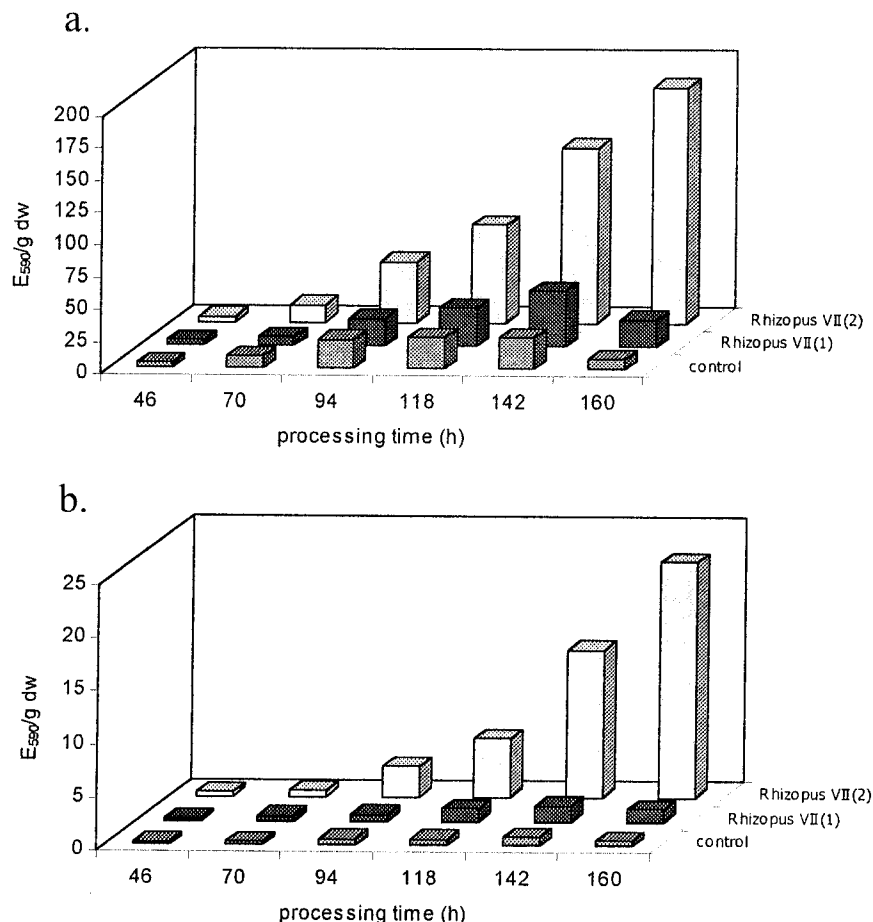 a.
200
175
150
125
100
75
50
25
0
E590/g dw
Rhizopus VII(2)
Rhizopus VII(1)
control
46 70 94 118 142 160
processing time (h)
b.
25
20
15
10
5
0
E590/g dw
Rhizopus VII(2)
Rhizopus VII(1)
control
46 70 94 118 142 160
processing time (h)